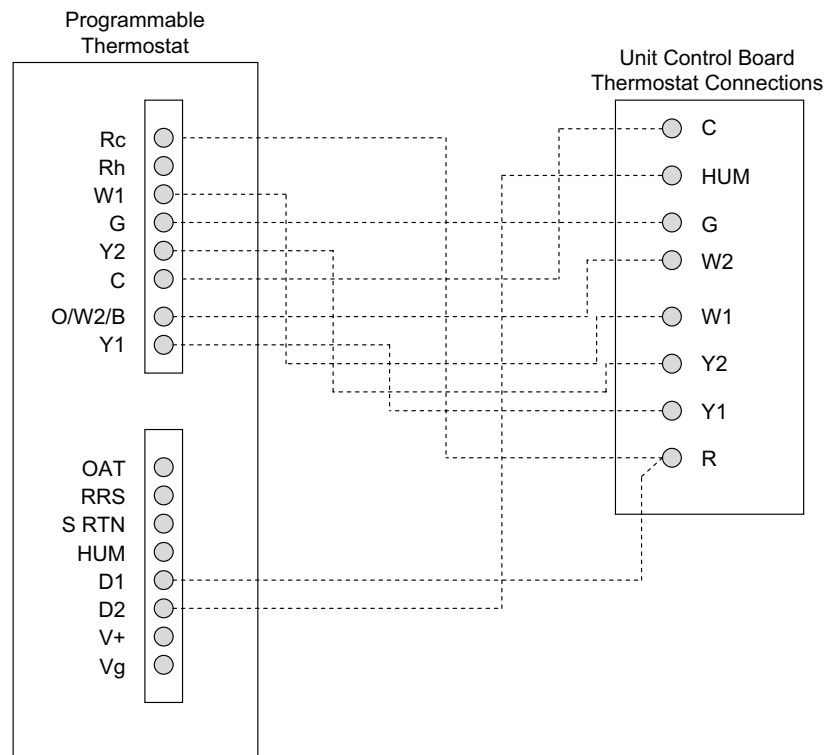 Programmable
Thermostat
Rc
Rh
W1
G
Y2
C
O/W2/B
Y1
OAT
RRS
S RTN
HUM
D1
D2
V+
Vg
Unit Control Board
Thermostat Connections
C
HUM
G
W2
W1
Y2
Y1
R